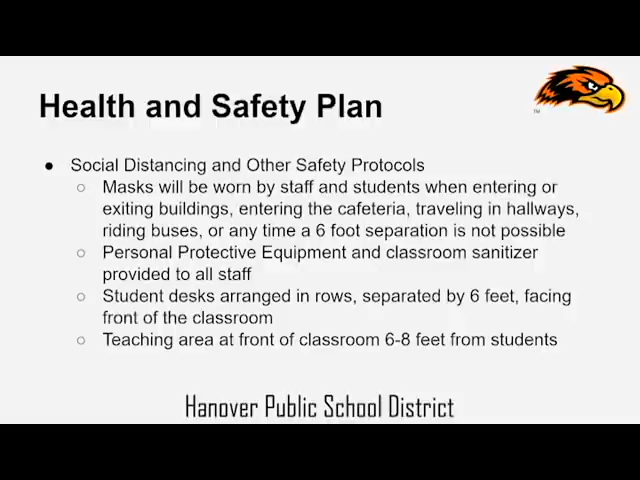 Health and Safety Plan
TM
● Social Distancing and Other Safety Protocols
○ Masks will be worn by staff and students when entering or
exiting buildings, entering the cafeteria, traveling in hallways,
riding buses, or any time a 6 foot separation is not possible
○ Personal Protective Equipment and classroom sanitizer
provided to all staff
○ Student desks arranged in rows, separated by 6 feet, facing
front of the classroom
○ Teaching area at front of classroom 6-8 feet from students
Hanover Public School District